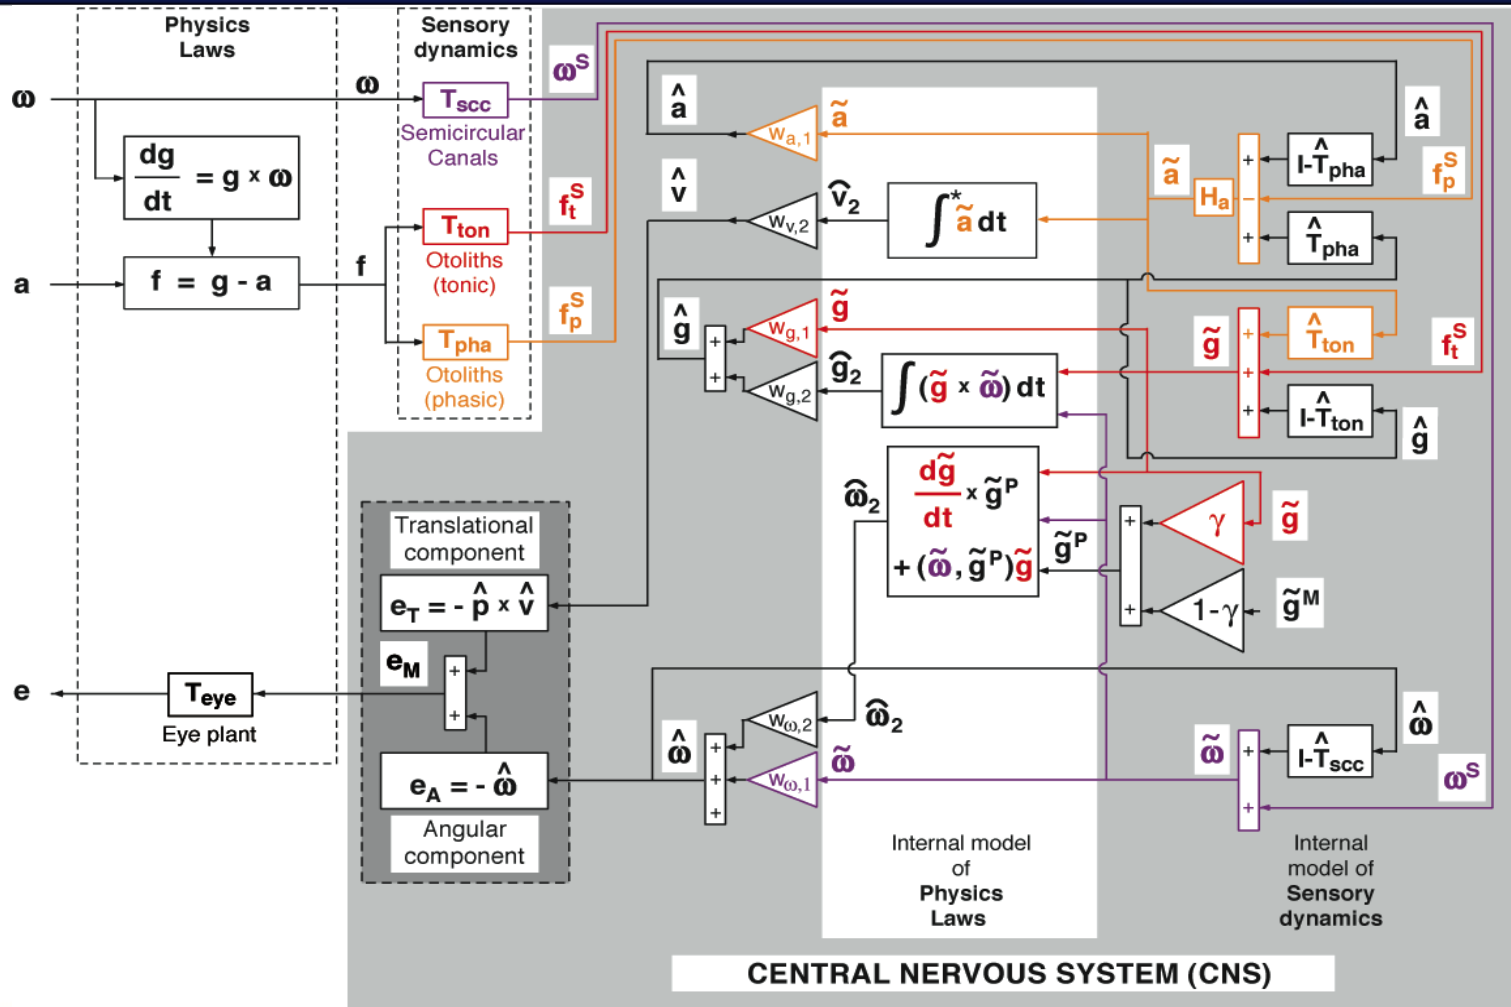 Physics
Laws
Sensory
dynamics
ω
ω
T_scc
ω^S
Semicircular
Canals
dg/dt = g × ω
a
f = g - a
f
T_ton
f_t^S
Otoliths
(tonic)
T_pha
f_p^S
Otoliths
(phasic)
â
w_a,1
ã
v̂
w_v,2
v̂_2
∫* ã dt
ĝ
+
+
w_g,1
g̃
w_g,2
ĝ_2
∫ (g̃ × ω̃) dt
ω̂_2
dg̃/dt × g̃^P
+ (ω̃, g̃^P)g̃
g̃^P
ã
H_a
+
−
+
I-T̂_pha
T̂_pha
â
f_p^S
g̃
+
+
+
T̂_ton
I-T̂_ton
f_t^S
ĝ
+
+
γ
g̃
1-γ
g̃^M
Translational
component
e_T = - p̂ × v̂
e_M
+
+
e
T_eye
Eye plant
e_A = - ω̂
Angular
component
ω̂
+
+
+
w_ω,2
ω̂_2
w_ω,1
ω̃
ω̃
+
+
I-T̂_scc
ω̂
ω^S
Internal model
of
Physics
Laws
Internal
model of
Sensory
dynamics
CENTRAL NERVOUS SYSTEM (CNS)